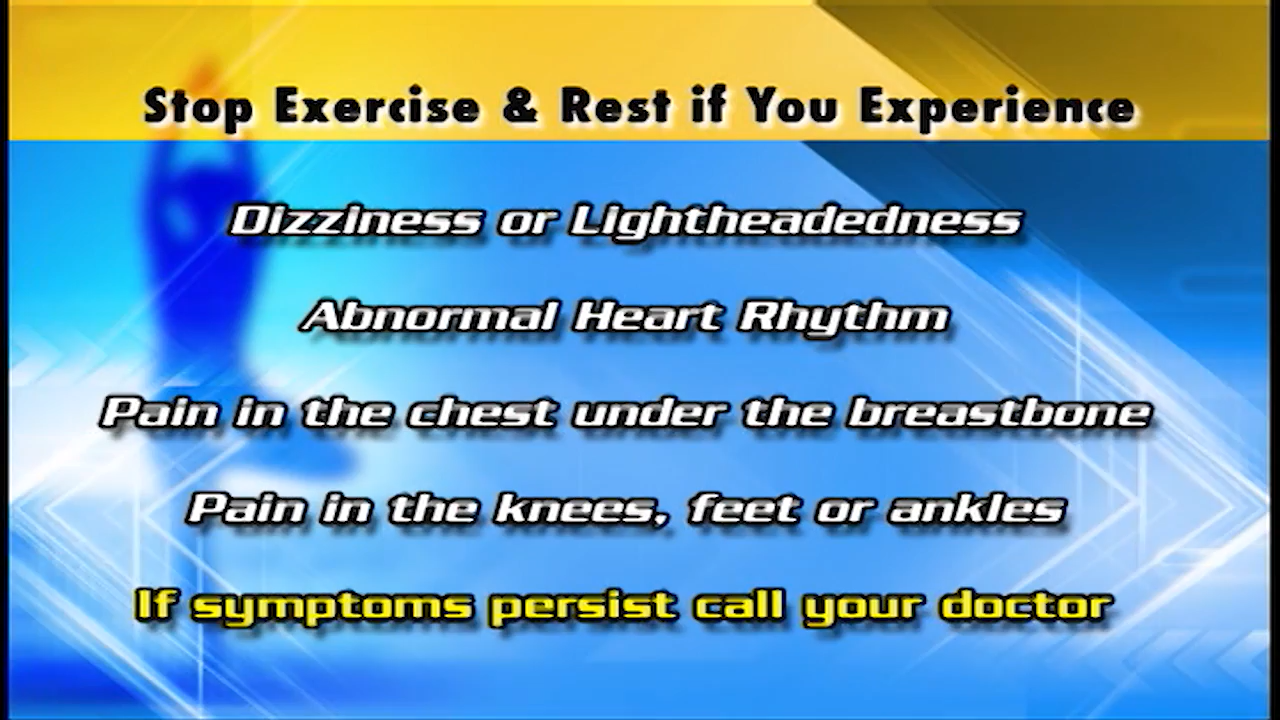 Stop Exercise & Rest if You Experience
Dizziness or Lightheadedness
Abnormal Heart Rhythm
Pain in the chest under the breastbone
Pain in the knees, feet or ankles
If symptoms persist call your doctor